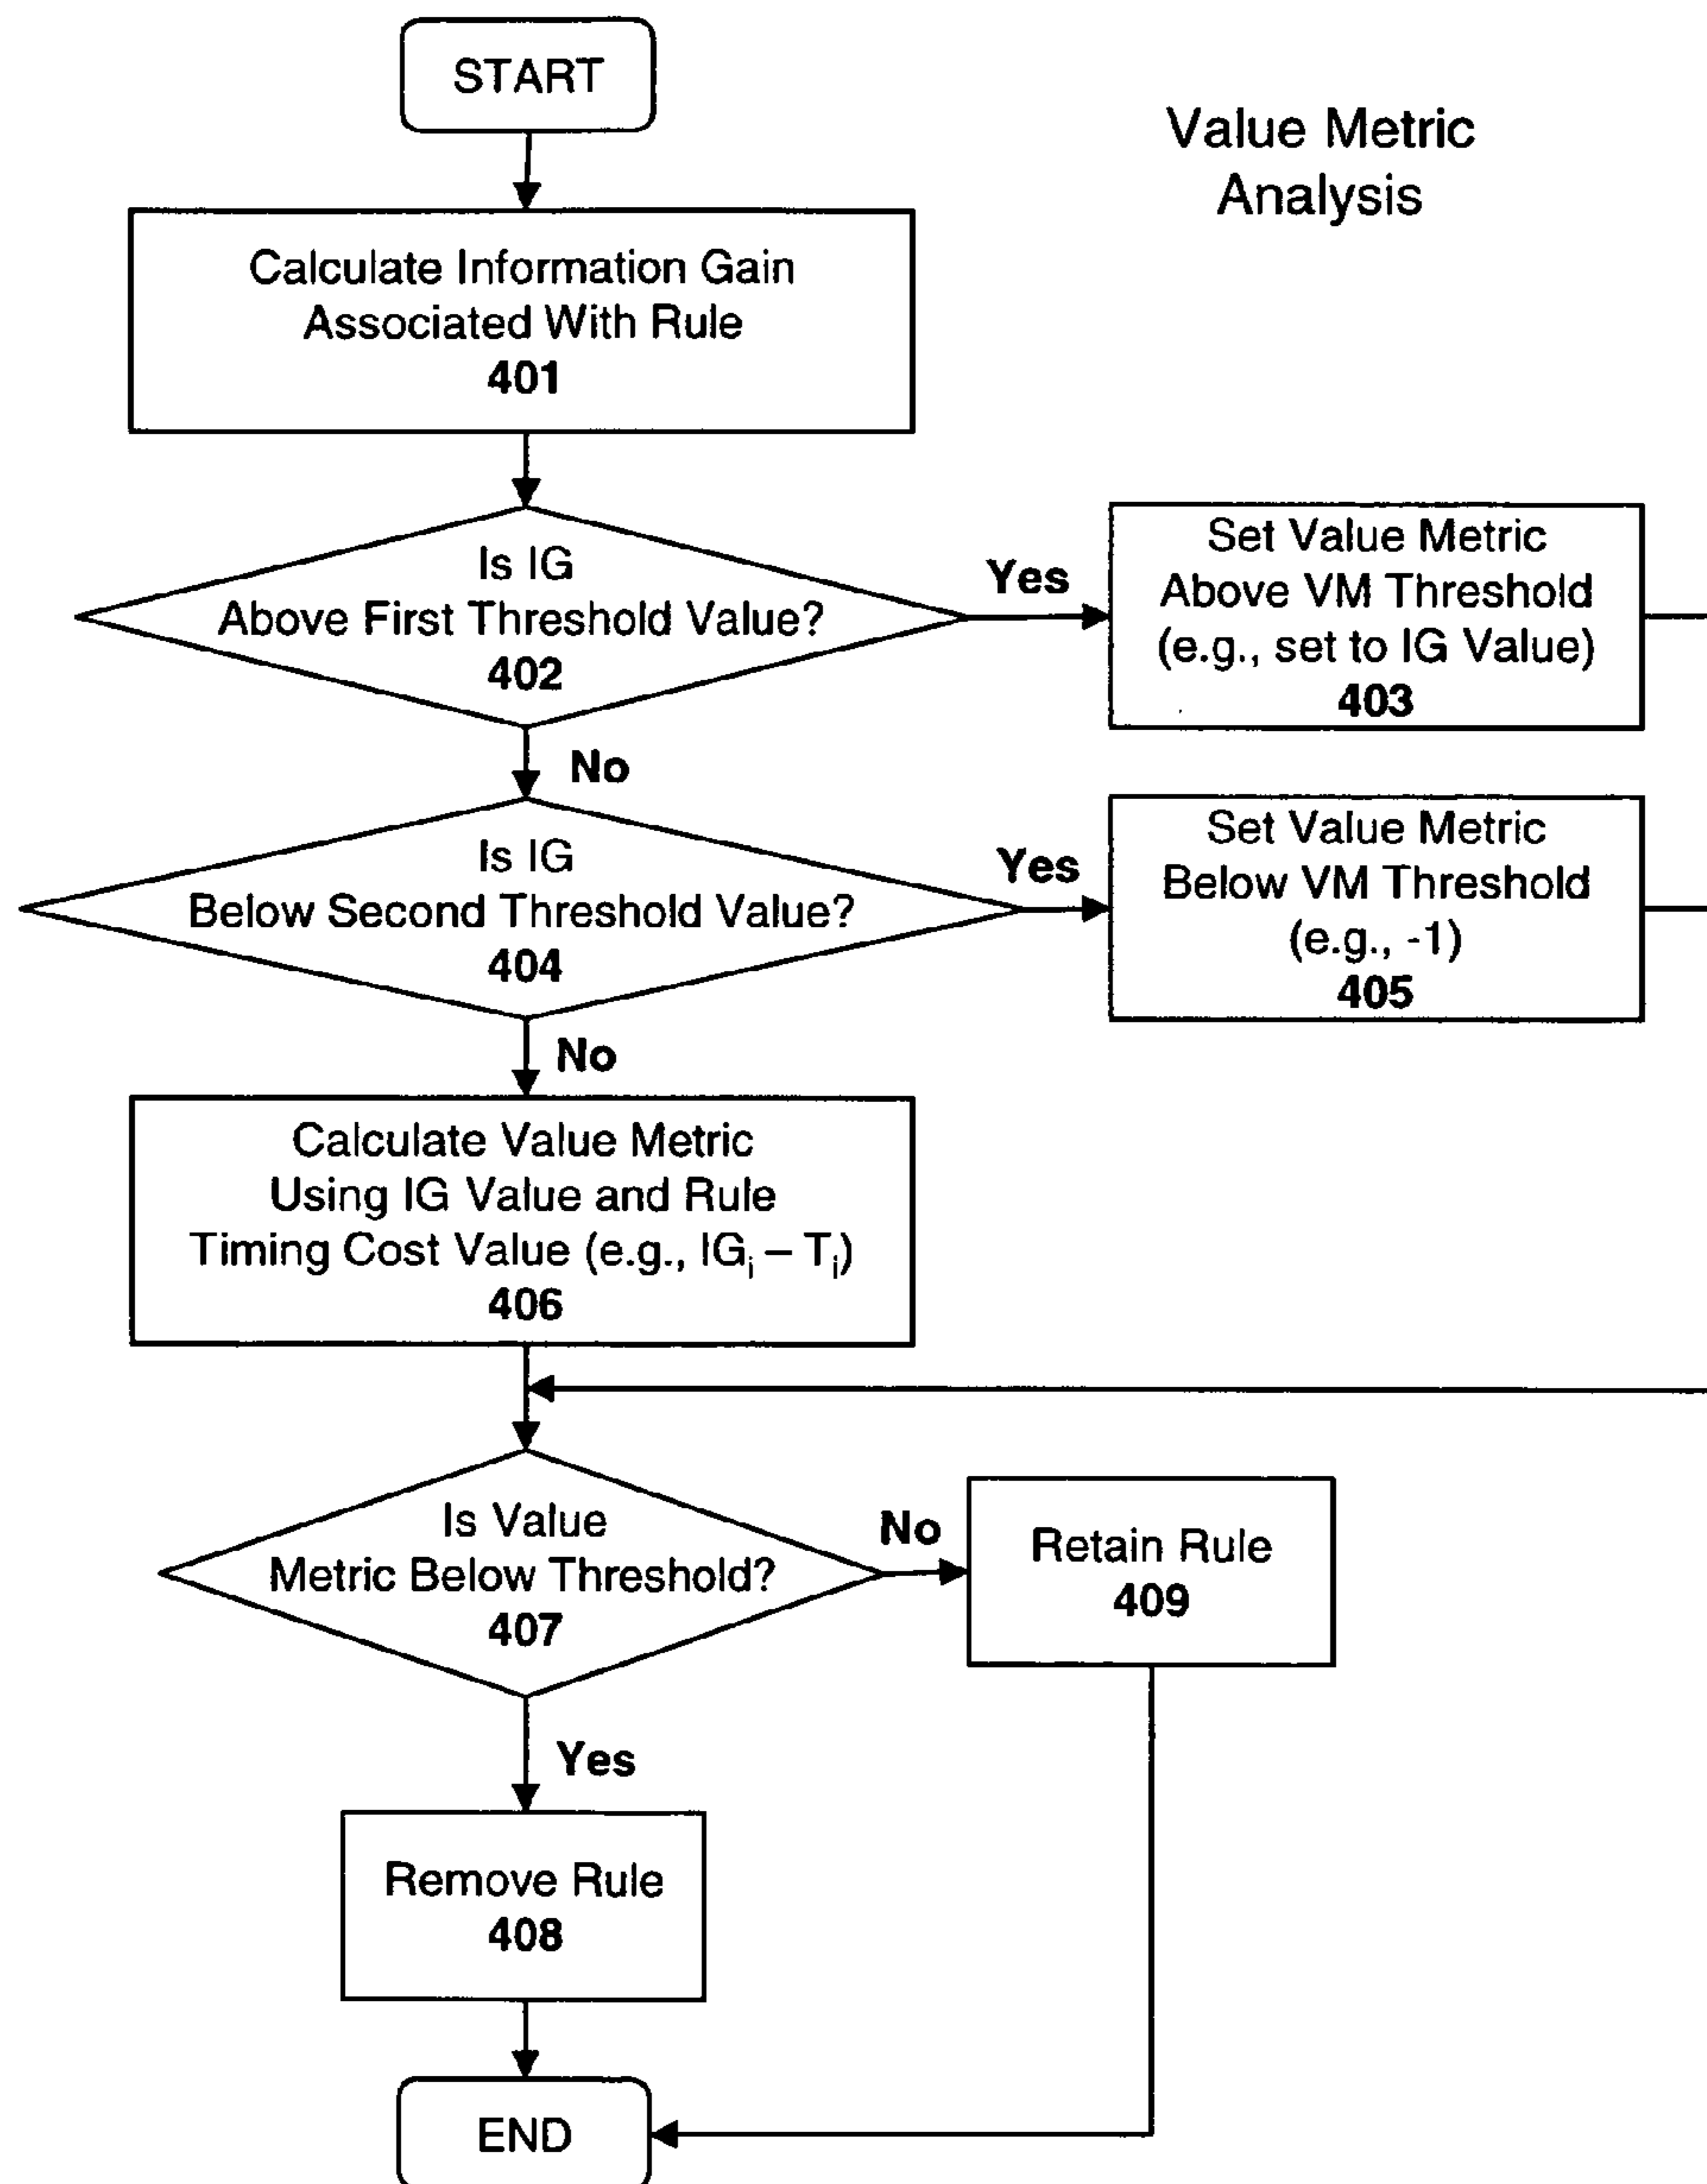 START
Value Metric
Analysis
Calculate Information Gain
Associated With Rule
401
Is IG
Above First Threshold Value?
402
Yes
Set Value Metric
Above VM Threshold
(e.g., set to IG Value)
403
No
Is IG
Below Second Threshold Value?
404
Yes
Set Value Metric
Below VM Threshold
(e.g., -1)
405
No
Calculate Value Metric
Using IG Value and Rule
Timing Cost Value (e.g., IGi – Ti)
406
Is Value
Metric Below Threshold?
407
No
Retain Rule
409
Yes
Remove Rule
408
END